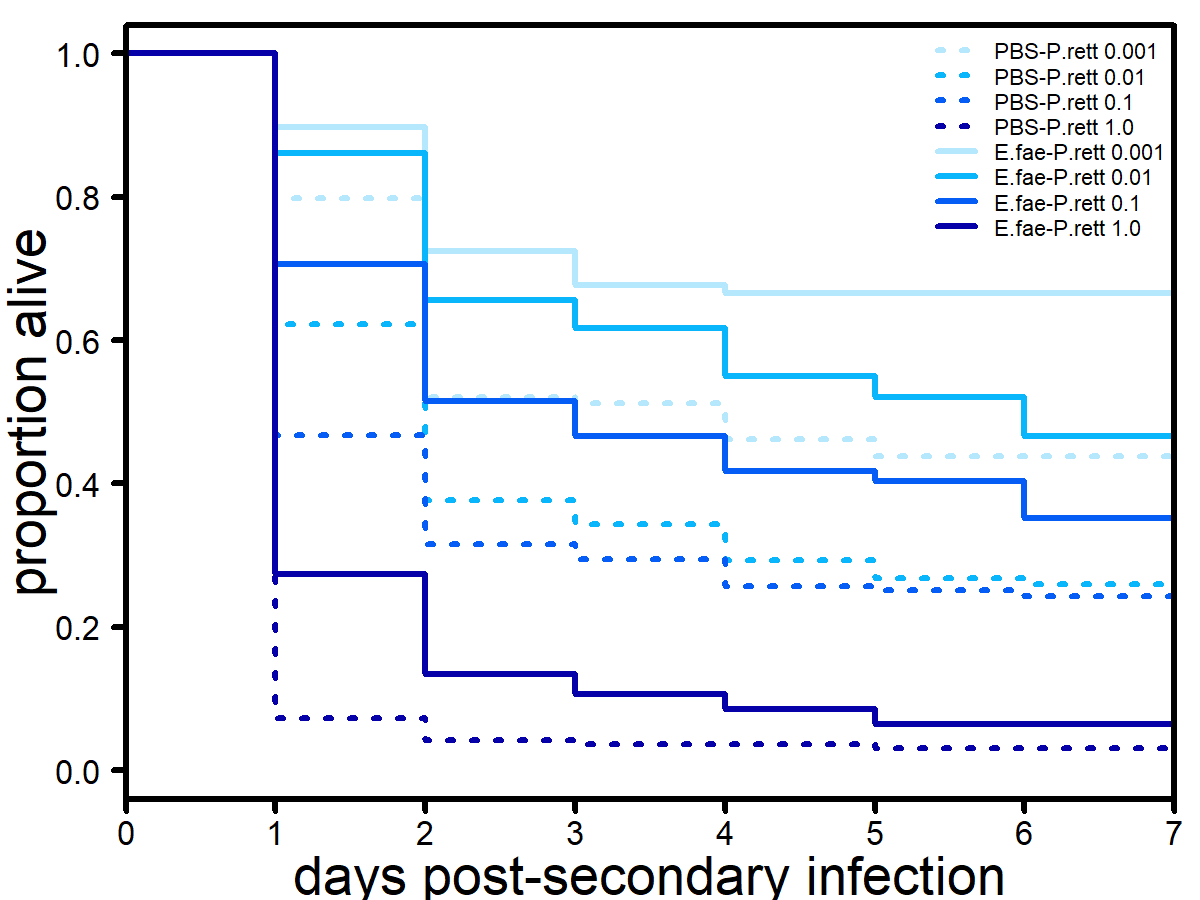 PBS-P.rett 0.001
PBS-P.rett 0.01
PBS-P.rett 0.1
PBS-P.rett 1.0
E.fae-P.rett 0.001
E.fae-P.rett 0.01
E.fae-P.rett 0.1
E.fae-P.rett 1.0
proportion alive
1.0
0.8
0.6
0.4
0.2
0.0
0 1 2 3 4 5 6 7
days post-secondary infection